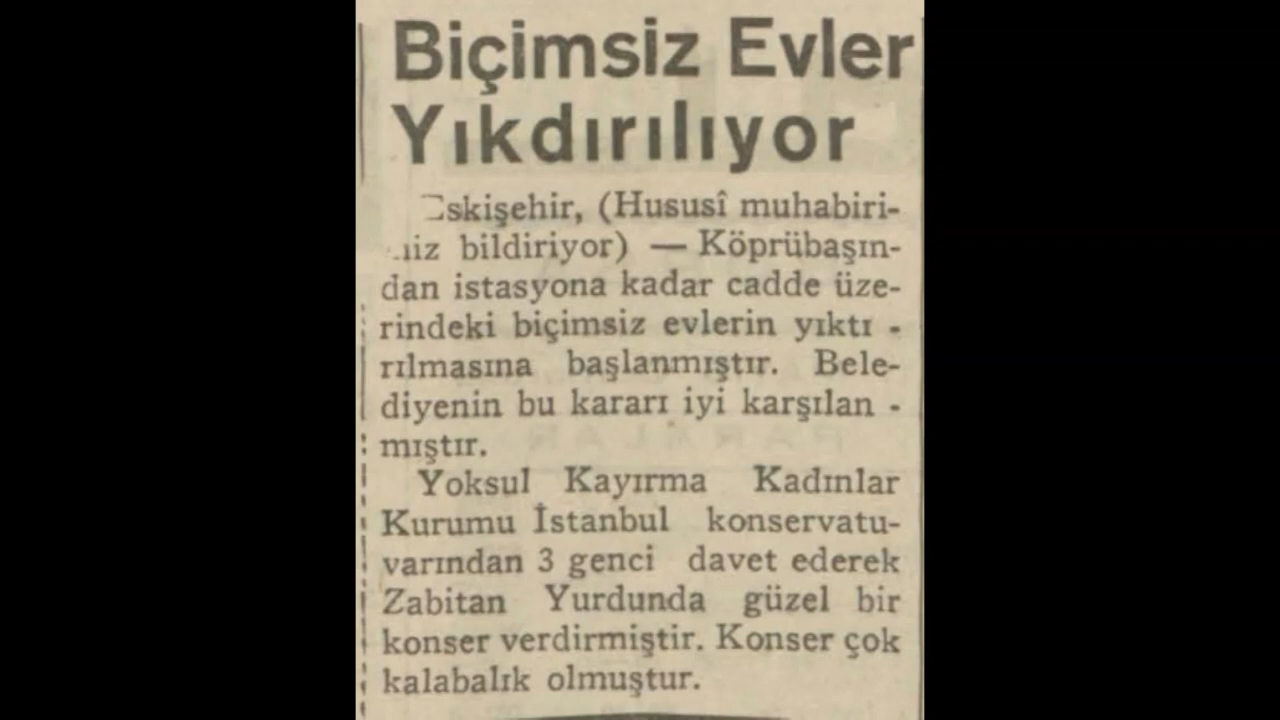 Biçimsiz Evler
Yıkdırılıyor
Eskişehir, (Hususî muhabiri-
miz bildiriyor) — Köprübaşın-
dan istasyona kadar cadde üze-
rindeki biçimsiz evlerin yıktı -
rılmasına başlanmıştır. Bele-
diyenin bu kararı iyi karşılan -
mıştır.
Yoksul Kayırma Kadınlar
Kurumu İstanbul konservatu-
varından 3 genci davet ederek
Zabitan Yurdunda güzel bir
konser verdirmiştir. Konser çok
kalabalık olmuştur.